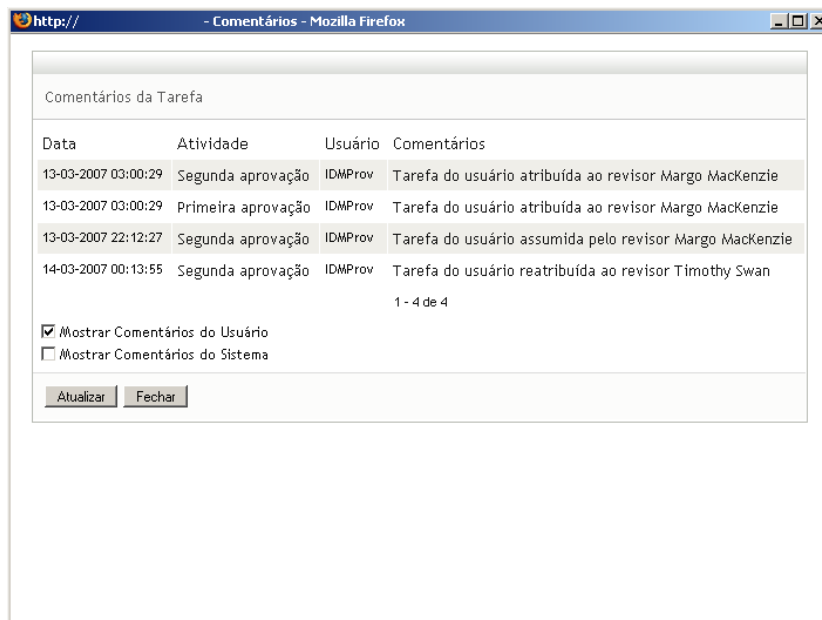 http:// - Comentários - Mozilla Firefox
Comentários da Tarefa
Data Atividade Usuário Comentários
13-03-2007 03:00:29 Segunda aprovação IDMProv Tarefa do usuário atribuída ao revisor Margo MacKenzie
13-03-2007 03:00:29 Primeira aprovação IDMProv Tarefa do usuário atribuída ao revisor Margo MacKenzie
13-03-2007 22:12:27 Segunda aprovação IDMProv Tarefa do usuário assumida pelo revisor Margo MacKenzie
14-03-2007 00:13:55 Segunda aprovação IDMProv Tarefa do usuário reatribuída ao revisor Timothy Swan
1 - 4 de 4
Mostrar Comentários do Usuário
Mostrar Comentários do Sistema
Atualizar Fechar